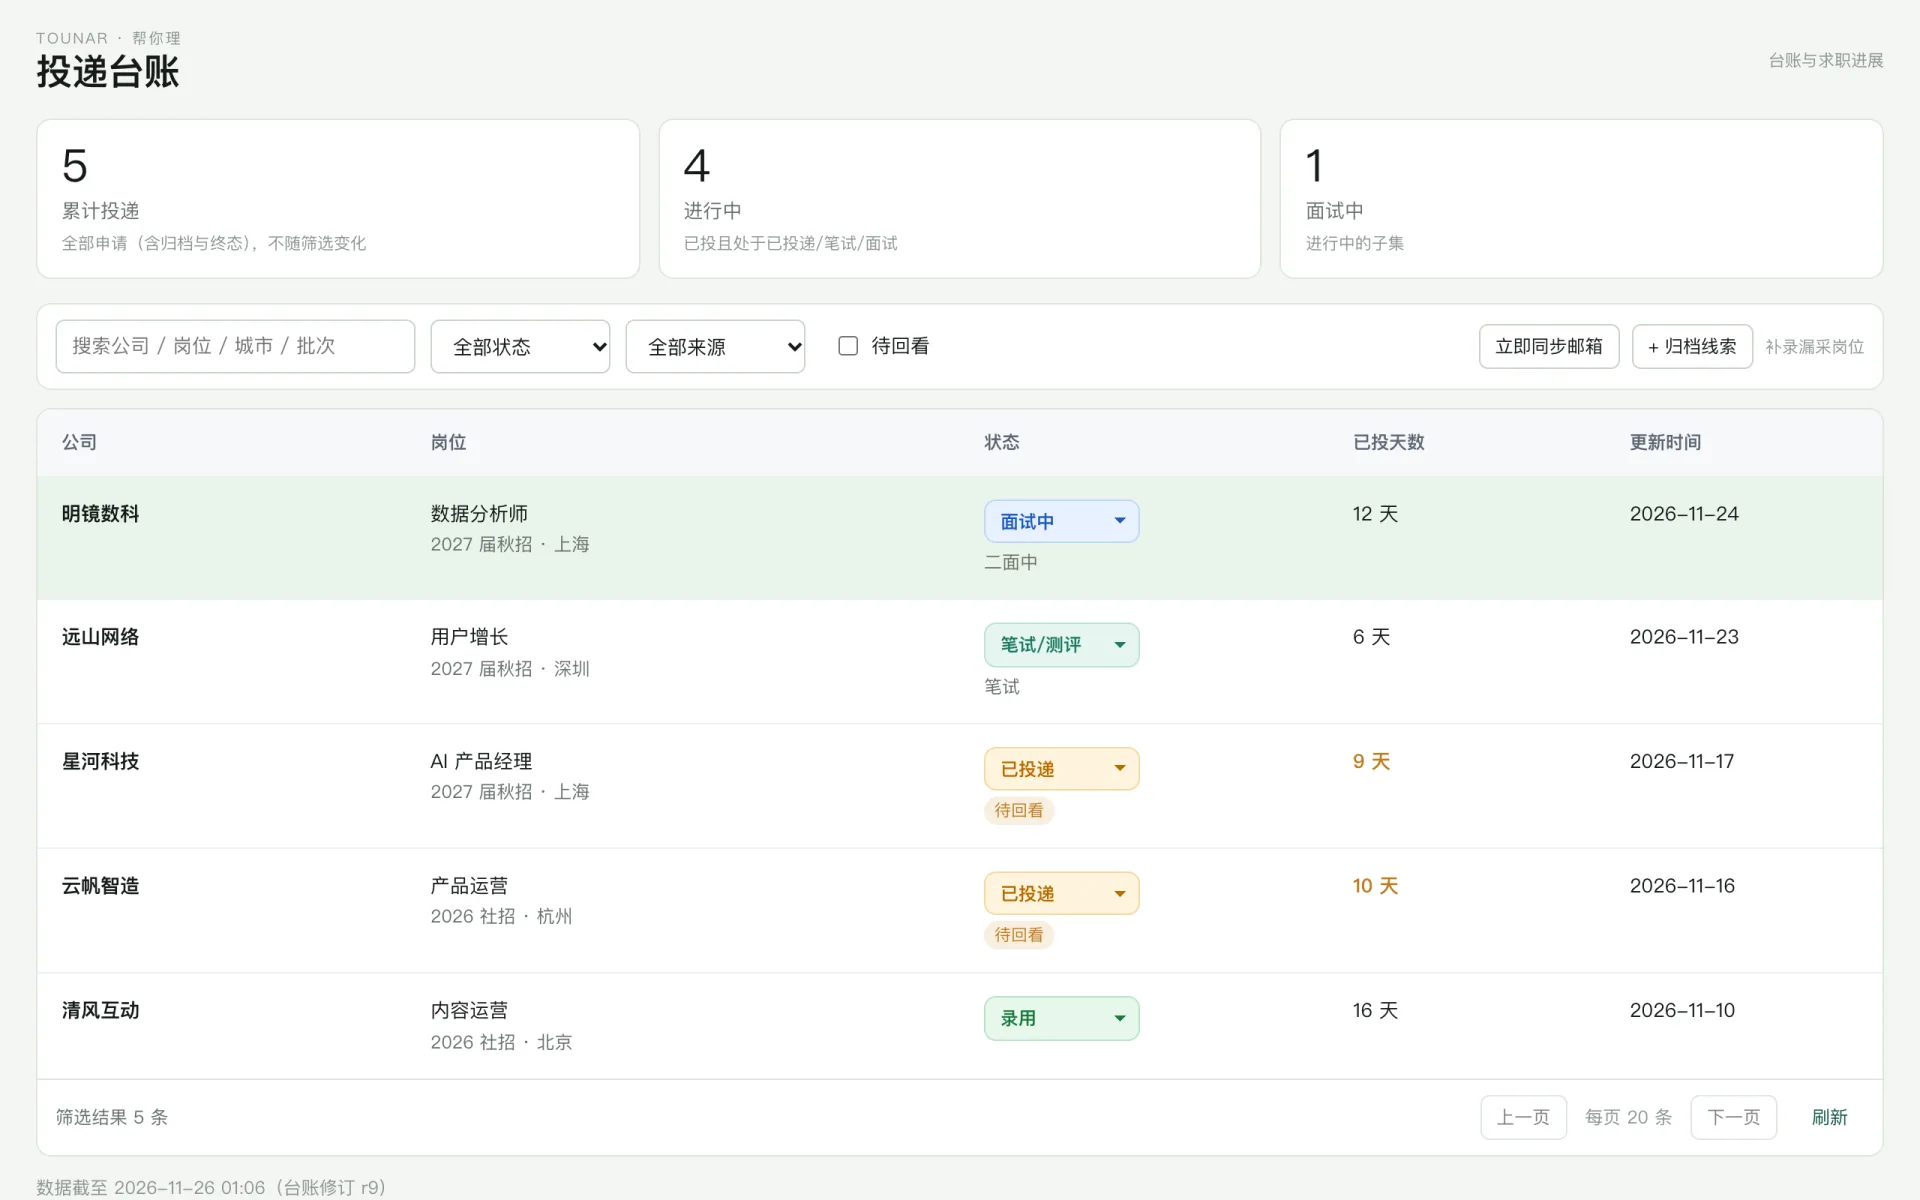 TOUNAR · 帮你理
投递台账
台账与求职进展
5
累计投递
全部申请（含归档与终态），不随筛选变化
4
进行中
已投且处于已投递/笔试/面试
1
面试中
进行中的子集
搜索公司 / 岗位 / 城市 / 批次
全部状态
全部来源
待回看
立即同步邮箱
+ 归档线索
补录漏采岗位
公司 岗位 状态 已投天数 更新时间
明镜数科 数据分析师 面试中 12 天 2026-11-24
2027 届秋招 · 上海
二面中
远山网络 用户增长 笔试/测评 6 天 2026-11-23
2027 届秋招 · 深圳
笔试
星河科技 AI 产品经理 已投递 9 天 2026-11-17
2027 届秋招 · 上海
待回看
云帆智造 产品运营 已投递 10 天 2026-11-16
2026 社招 · 杭州
待回看
清风互动 内容运营 录用 16 天 2026-11-10
2026 社招 · 北京
筛选结果 5 条
上一页
每页 20 条
下一页
刷新
数据截至 2026-11-26 01:06（台账修订 r9）